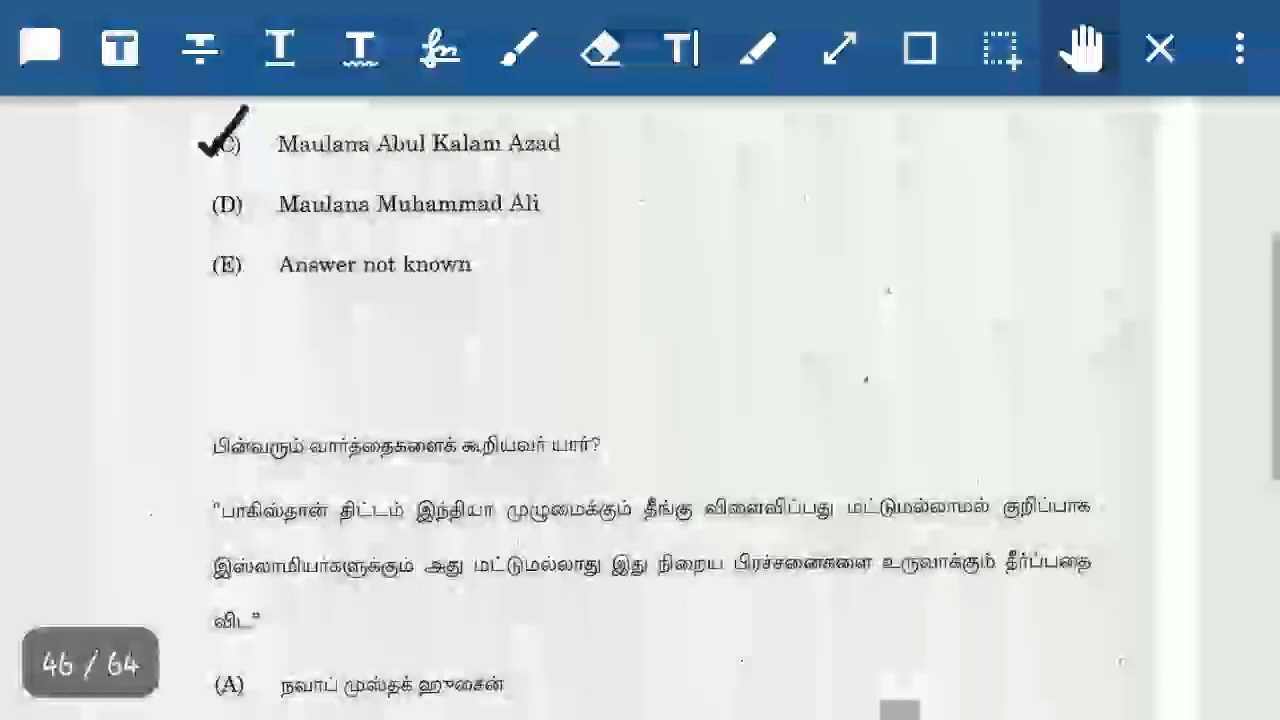 (C) Maulana Abul Kalam Azad
(D) Maulana Muhammad Ali
(E) Answer not known
பின்வரும் வார்த்தைகளைக் கூறியவர் யார்?
"பாகிஸ்தான் திட்டம் இந்தியா முழுமைக்கும் தீங்கு விளைவிப்பது மட்டுமல்லாமல் குறிப்பாக
இஸ்லாமியர்களுக்கும் அது மட்டுமல்லாது இது நிறைய பிரச்சனைகளை உருவாக்கும் தீர்ப்பதை
விட"
46 / 64
(A) நவாப் முஸ்தக் ஹுசைன்